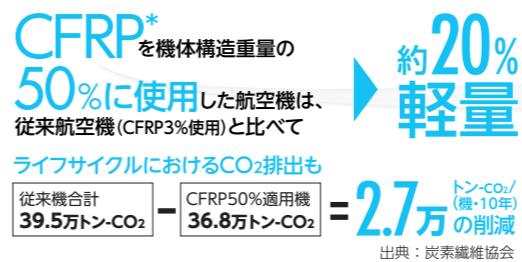 CFRP*を機体構造重量の
50%に使用した航空機は、
従来航空機(CFRP3%使用)と比べて
約20%
軽量
ライフサイクルにおけるCO2排出も
従来機合計
39.5万トン-CO2
-
CFRP50%適用機
36.8万トン-CO2
=
2.7万
トン-CO2/
(機・10年)
の削減
出典:炭素繊維協会